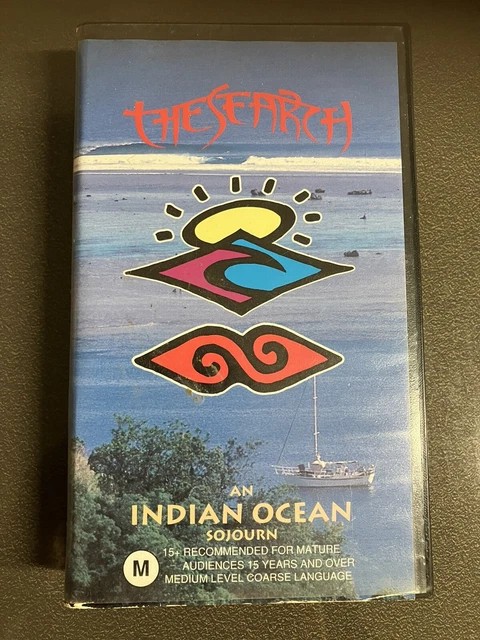 THE SEARCH
AN
INDIAN OCEAN
SOJOURN
15+ RECOMMENDED FOR MATURE
AUDIENCES 15 YEARS AND OVER
M
MEDIUM LEVEL COARSE LANGUAGE